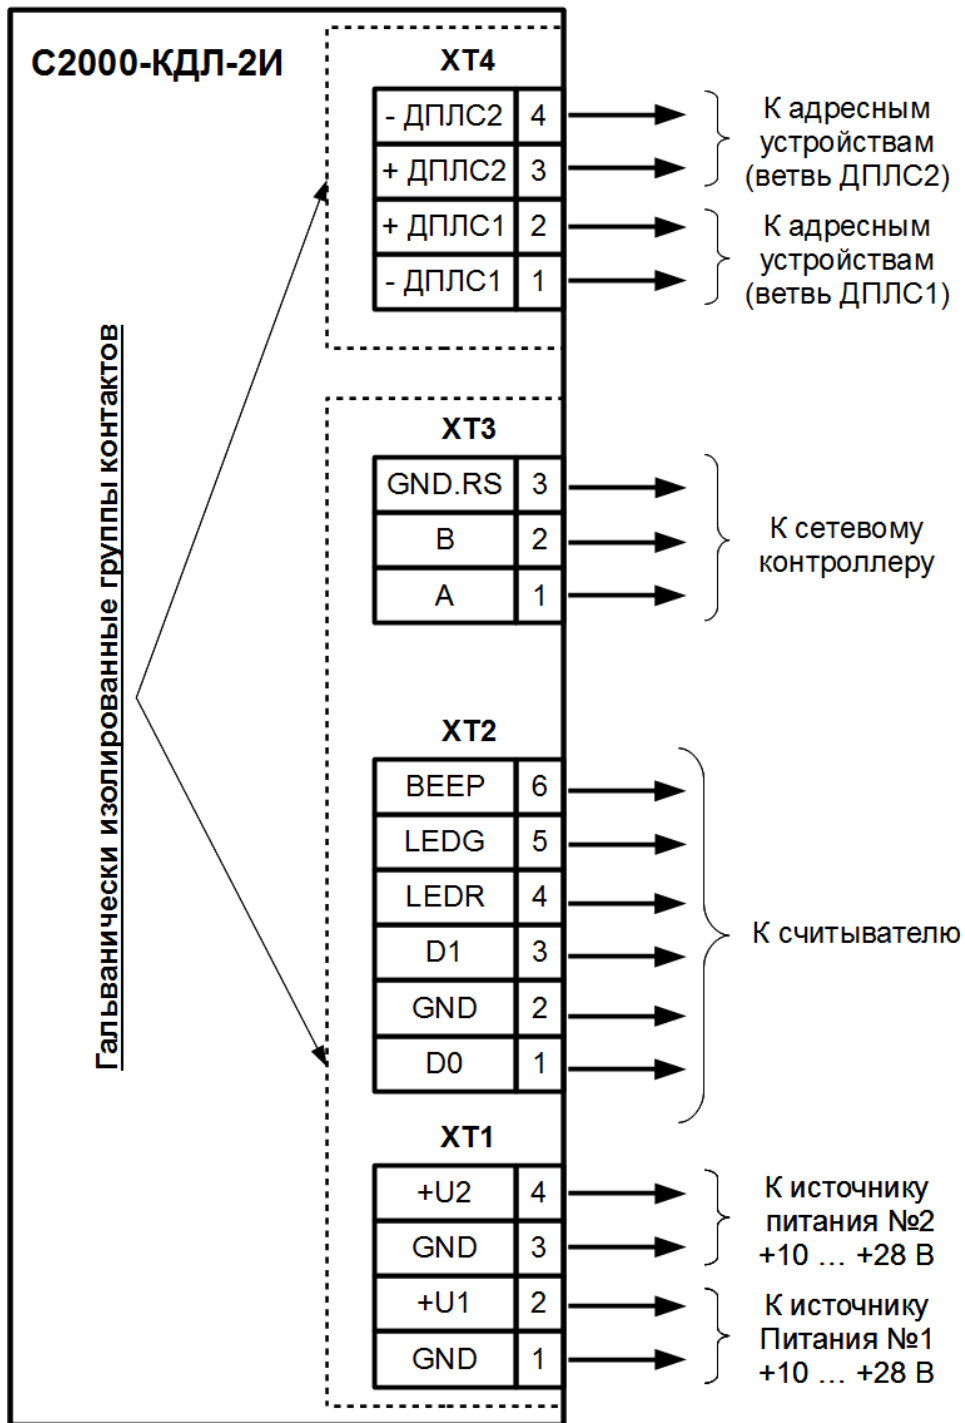 С2000-КДЛ-2И
Гальванически изолированные группы контактов
XT4
- ДПЛС2 4
+ ДПЛС2 3
+ ДПЛС1 2
- ДПЛС1 1
К адресным
устройствам
(ветвь ДПЛС2)
К адресным
устройствам
(ветвь ДПЛС1)
XT3
GND.RS 3
B 2
A 1
К сетевому
контроллеру
XT2
BEEP 6
LEDG 5
LEDR 4
D1 3
GND 2
D0 1
К считывателю
XT1
+U2 4
GND 3
+U1 2
GND 1
К источнику
питания №2
+10 ... +28 В
К источнику
Питания №1
+10 ... +28 В